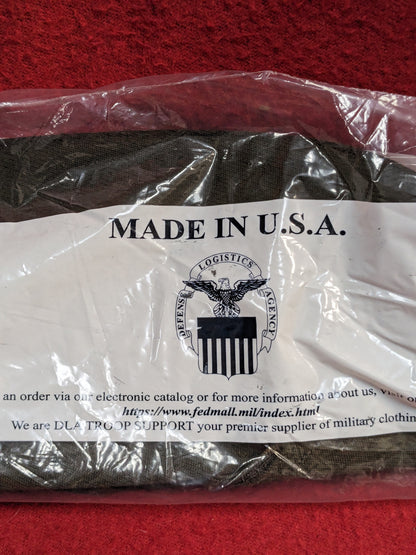 MADE IN U.S.A.
DEFENSE LOGISTICS AGENCY
an order via our electronic catalog or for more information about us, visit
https://www.fedmall.mil/index.html
We are DLA TROOP SUPPORT your premier supplier of military clothin